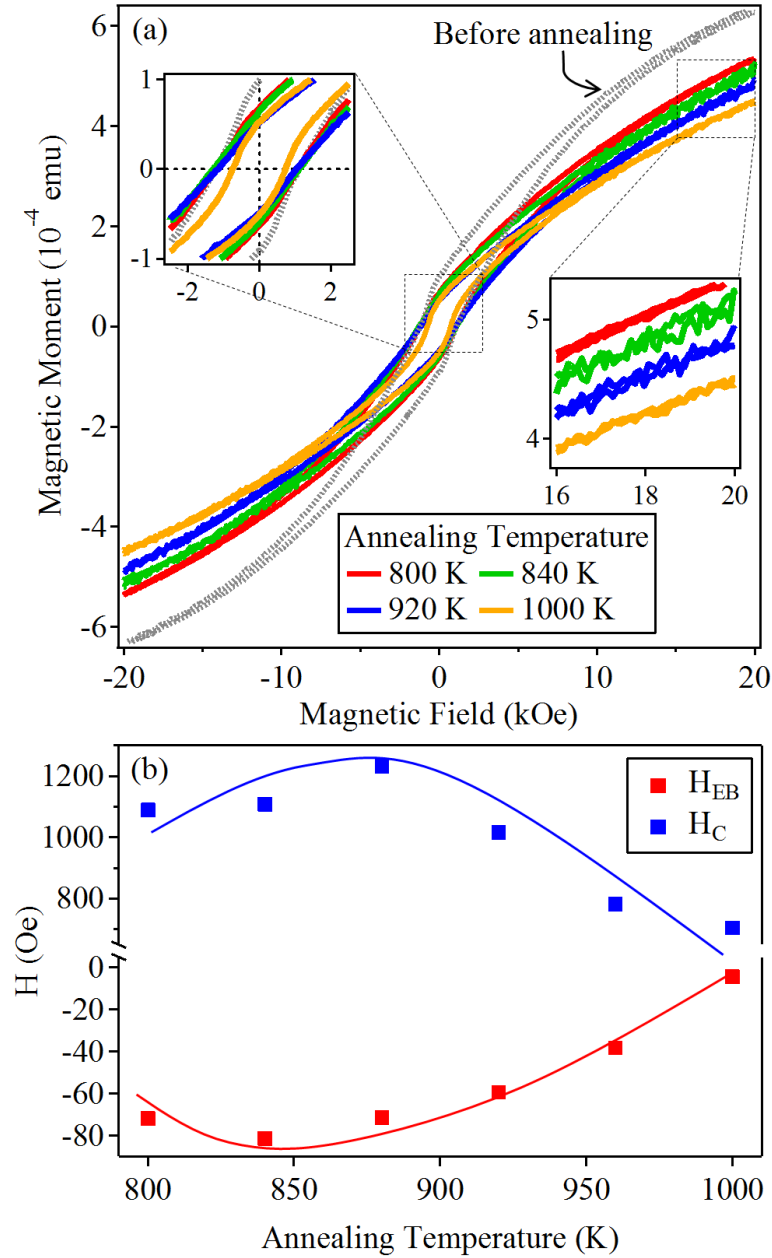 (a)
Before annealing
Magnetic Moment (10⁻⁴ emu)
6
4
2
0
-2
-4
-6
1
0
-1
-2 0 2
5
4
16 18 20
Annealing Temperature
800 K 840 K
920 K 1000 K
-20 -10 0 10 20
Magnetic Field (kOe)
(b)
H_EB
H_C
H (Oe)
1200
1000
800
0
-20
-40
-60
-80
800 850 900 950 1000
Annealing Temperature (K)